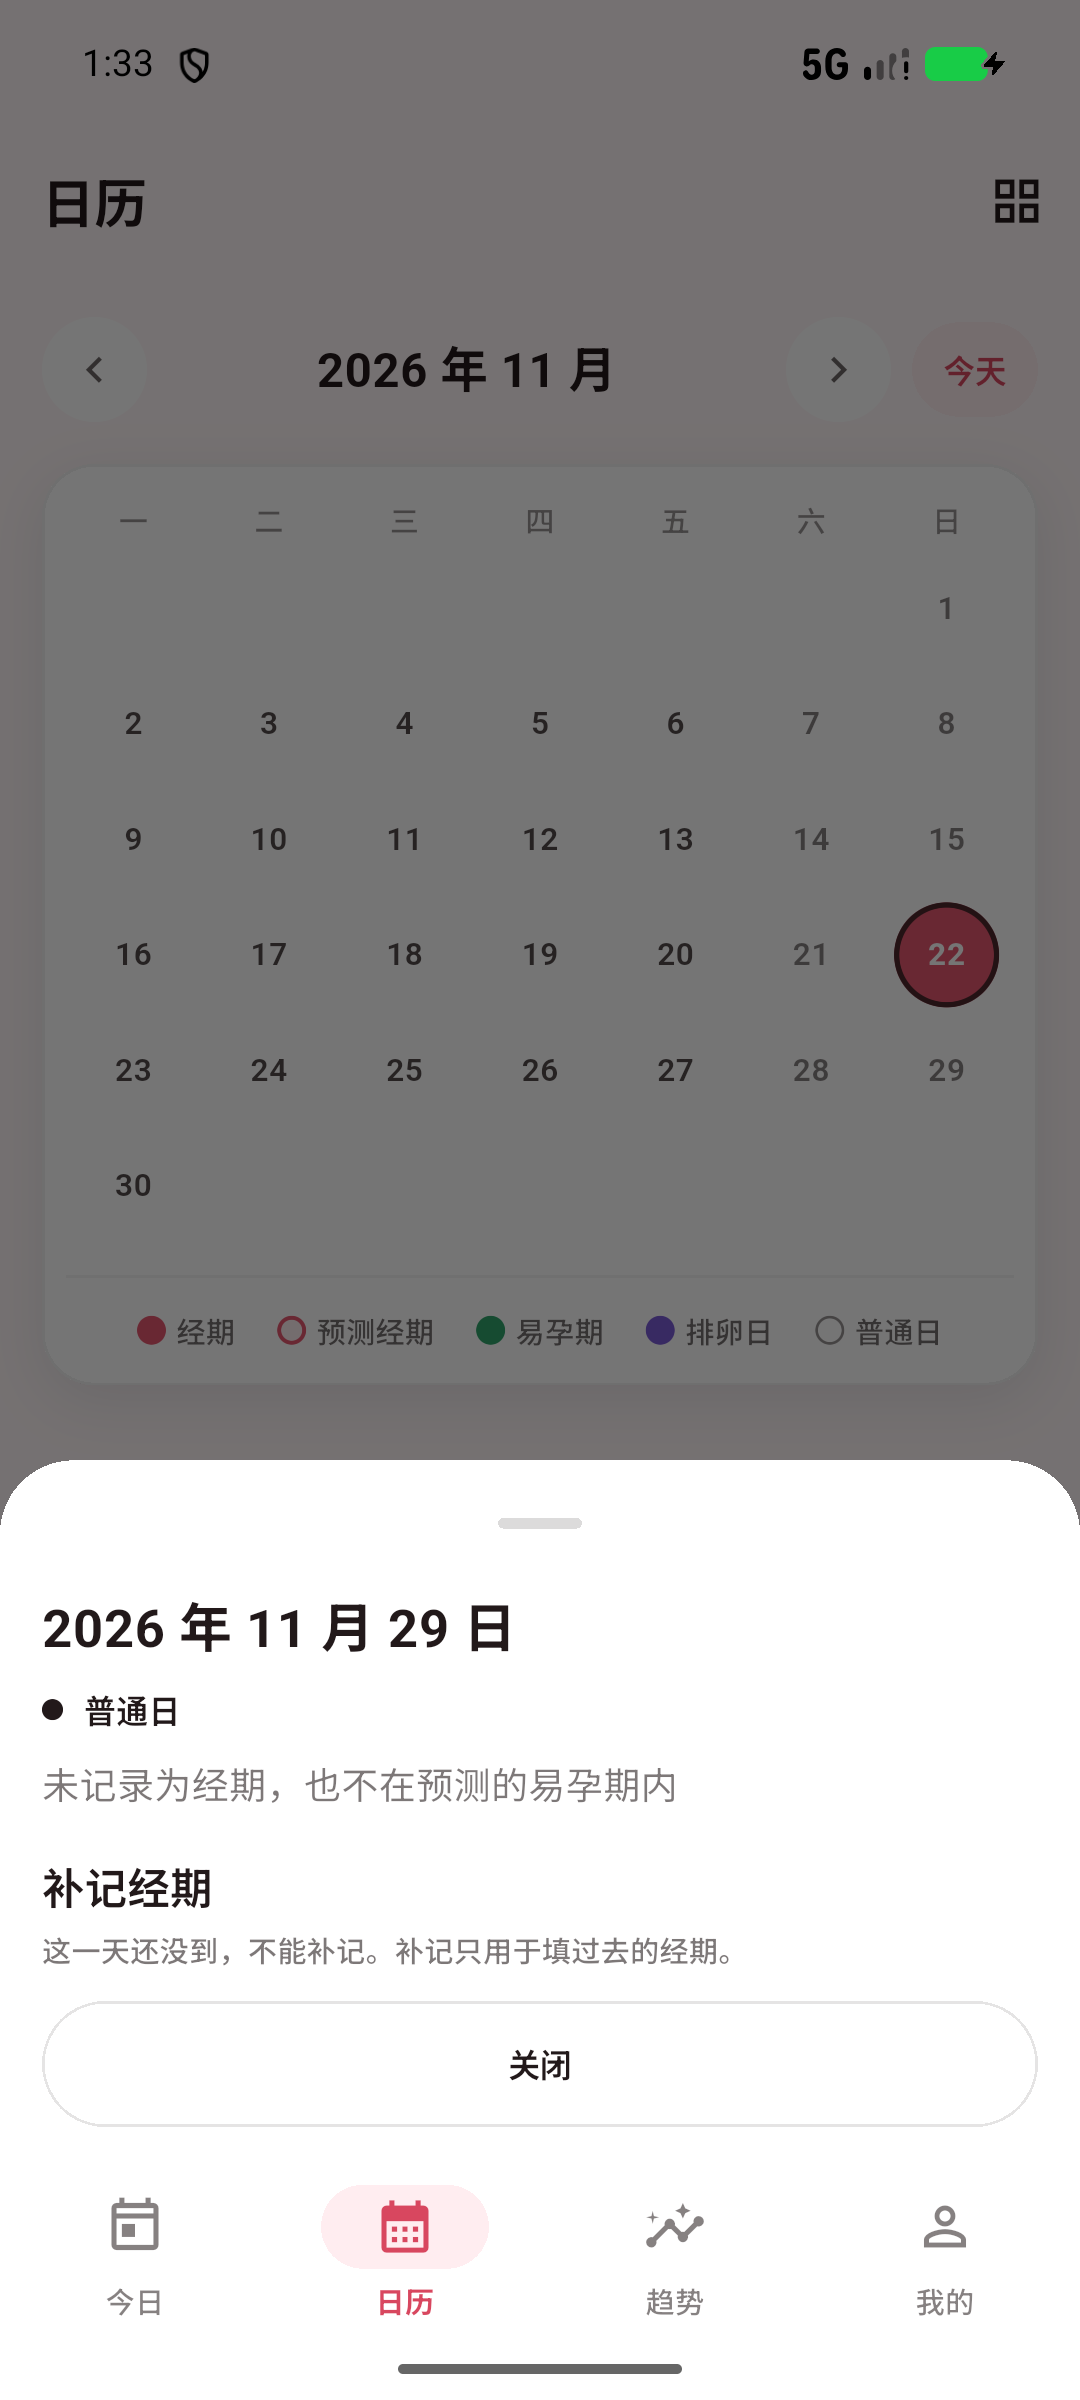 1:33 5G
日历
2026 年 11 月 今天
一 二 三 四 五 六 日
1
2 3 4 5 6 7 8
9 10 11 12 13 14 15
16 17 18 19 20 21 22
23 24 25 26 27 28 29
30
经期 预测经期 易孕期 排卵日 普通日
2026 年 11 月 29 日
普通日
未记录为经期，也不在预测的易孕期内
补记经期
这一天还没到，不能补记。补记只用于填过去的经期。
关闭
今日 日历 趋势 我的